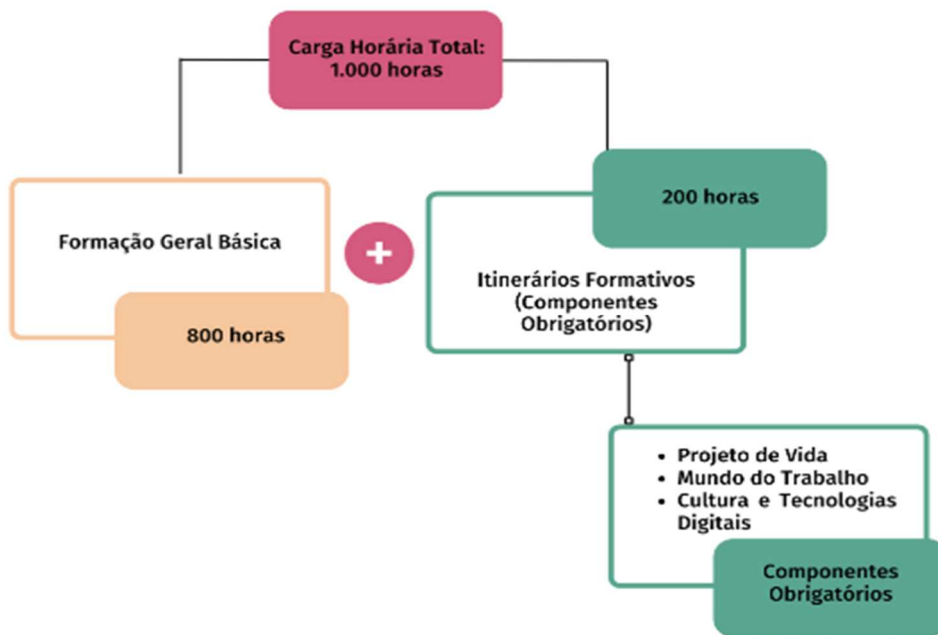 Carga Horária Total:
1.000 horas
Formação Geral Básica
800 horas
+
200 horas
Itinerários Formativos
(Componentes
Obrigatórios)
• Projeto de Vida
• Mundo do Trabalho
• Cultura e Tecnologias
Digitais
Componentes
Obrigatórios